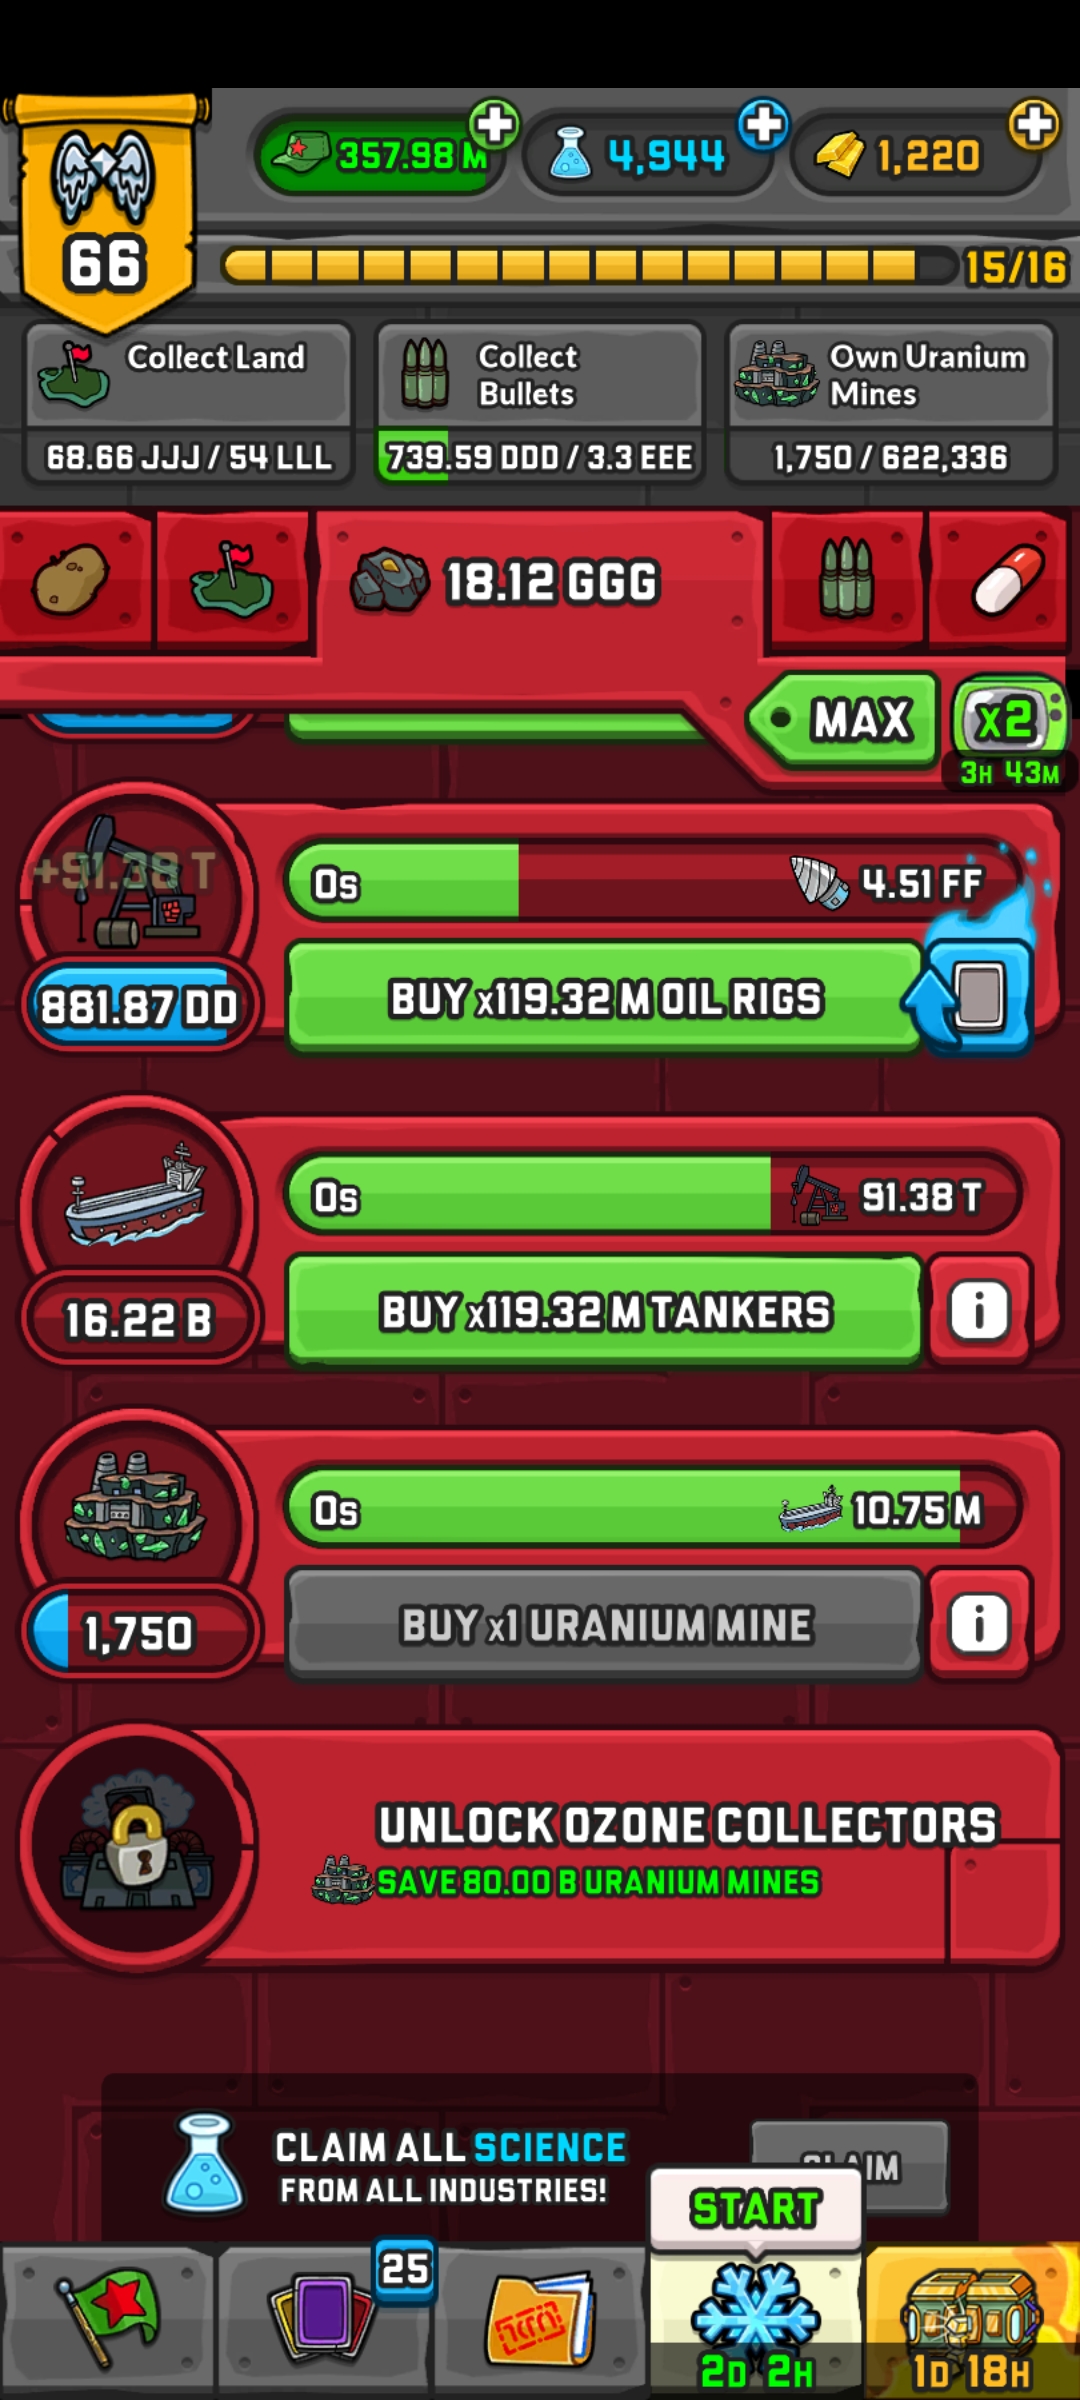 357.98 M
4,944
1,220
66
15/16
Collect Land
68.66 JJJ / 54 LLL
Collect
Bullets
739.59 DDD / 3.3 EEE
Own Uranium
Mines
1,750 / 622,336
18.12 GGG
MAX
x2
3H 43M
+91.38 T
0s
4.51 FF
881.87 DD
BUY x119.32 M OIL RIGS
0s
91.38 T
16.22 B
BUY x119.32 M TANKERS
i
0s
10.75 M
1,750
BUY x1 URANIUM MINE
i
UNLOCK OZONE COLLECTORS
SAVE 80.00 B URANIUM MINES
CLAIM ALL SCIENCE
FROM ALL INDUSTRIES!
CLAIM
START
25
2D 2H
1D 18H